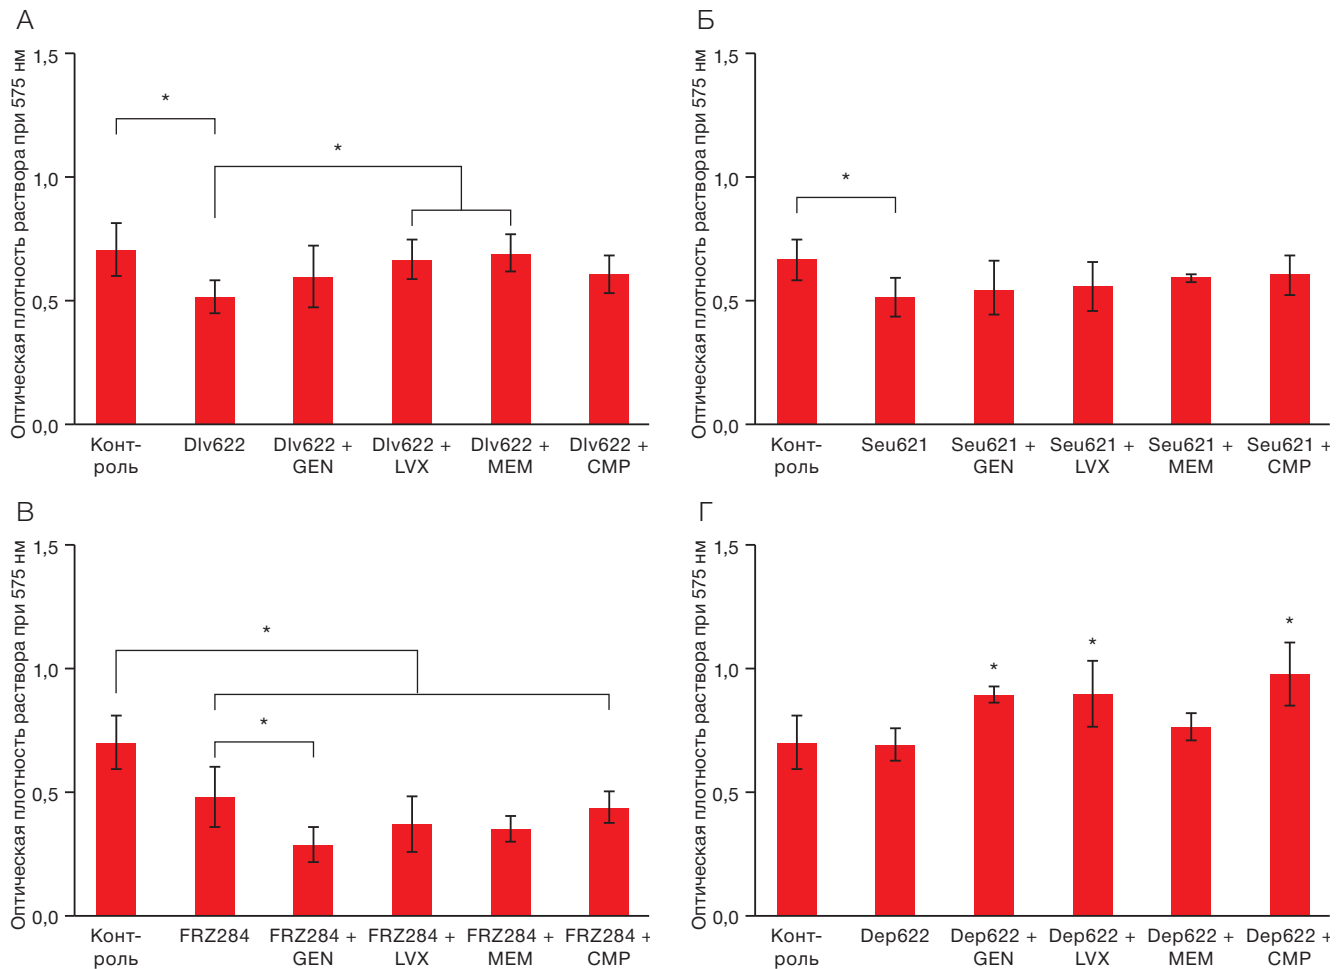 А
Оптическая плотность раствора при 575 нм
1,5
1,0
0,5
0,0
*
*
Конт-
роль
Dlv622
Dlv622 +
GEN
Dlv622 +
LVX
Dlv622 +
MEM
Dlv622 +
CMP
Б
Оптическая плотность раствора при 575 нм
1,5
1,0
0,5
0,0
*
Конт-
роль
Seu621
Seu621 +
GEN
Seu621 +
LVX
Seu621 +
MEM
Seu621 +
CMP
В
Оптическая плотность раствора при 575 нм
1,5
1,0
0,5
0,0
*
*
Конт-
роль
FRZ284
FRZ284 +
GEN
FRZ284 +
LVX
FRZ284 +
MEM
FRZ284 +
CMP
Г
Оптическая плотность раствора при 575 нм
1,5
1,0
0,5
0,0
*
*
*
Конт-
роль
Dep622
Dep622 +
GEN
Dep622 +
LVX
Dep622 +
MEM
Dep622 +
CMP